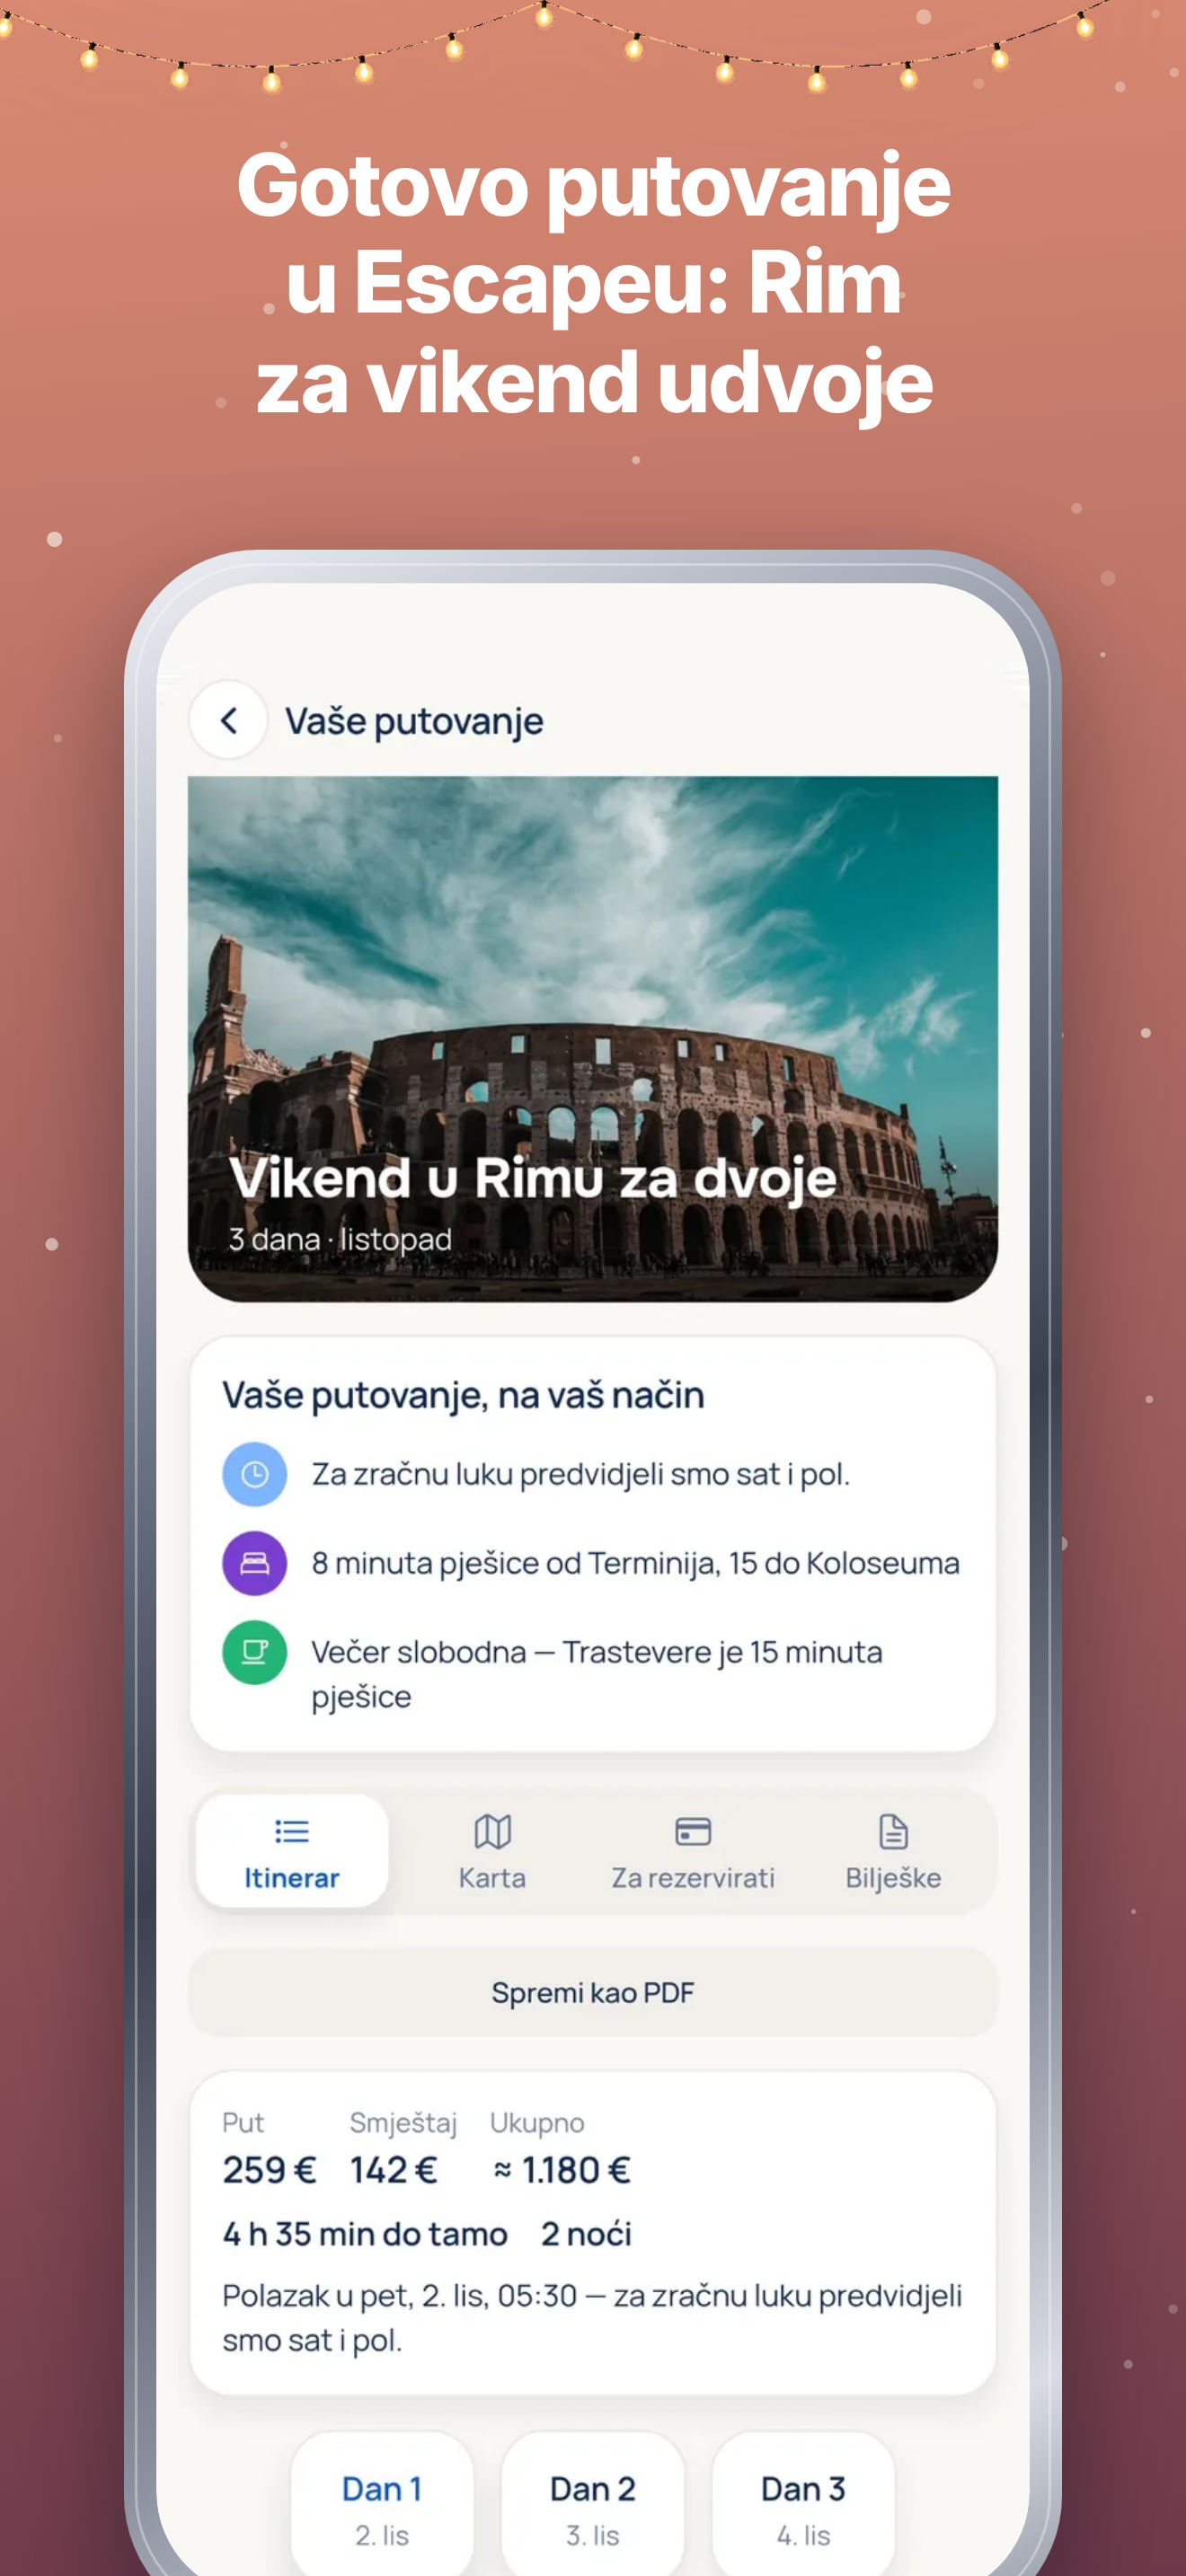 Gotovo putovanje
u Escapeu: Rim
za vikend udvoje
Vaše putovanje
Vikend u Rimu za dvoje
3 dana · listopad
Vaše putovanje, na vaš način
Za zračnu luku predvidjeli smo sat i pol.
8 minuta pješice od Terminija, 15 do Koloseuma
Večer slobodna — Trastevere je 15 minuta
pješice
Itinerar
Karta
Za rezervirati
Bilješke
Spremi kao PDF
Put Smještaj Ukupno
259 € 142 € ≈ 1.180 €
4 h 35 min do tamo 2 noći
Polazak u pet, 2. lis, 05:30 — za zračnu luku predvidjeli
smo sat i pol.
Dan 1 Dan 2 Dan 3
2. lis 3. lis 4. lis